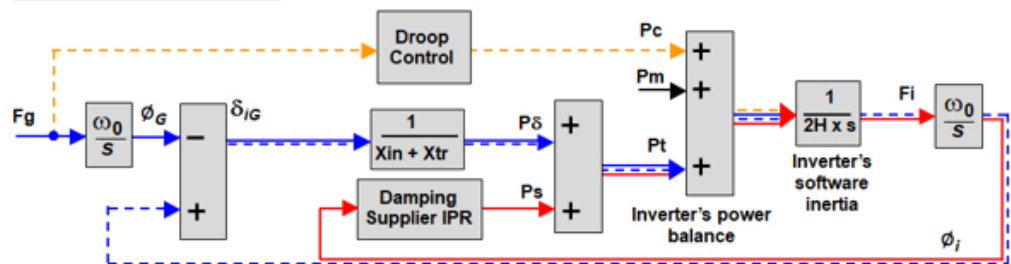 Droop
Control
Pc
+
Pm
+
Fg
ω0
s
ϕG
δiG
−
+
1
Xin + Xtr
Pδ
+
Damping
Supplier IPR
Ps
+
Pt
+
Inverter's power
balance
1
2H x s
Inverter's
software
inertia
Fi
ω0
s
ϕi